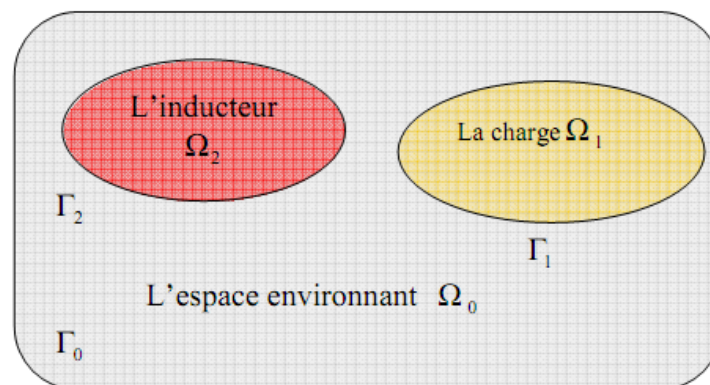 L'inducteur
Ω₂
La charge Ω₁
Γ₂
Γ₁
L'espace environnant Ω₀
Γ₀